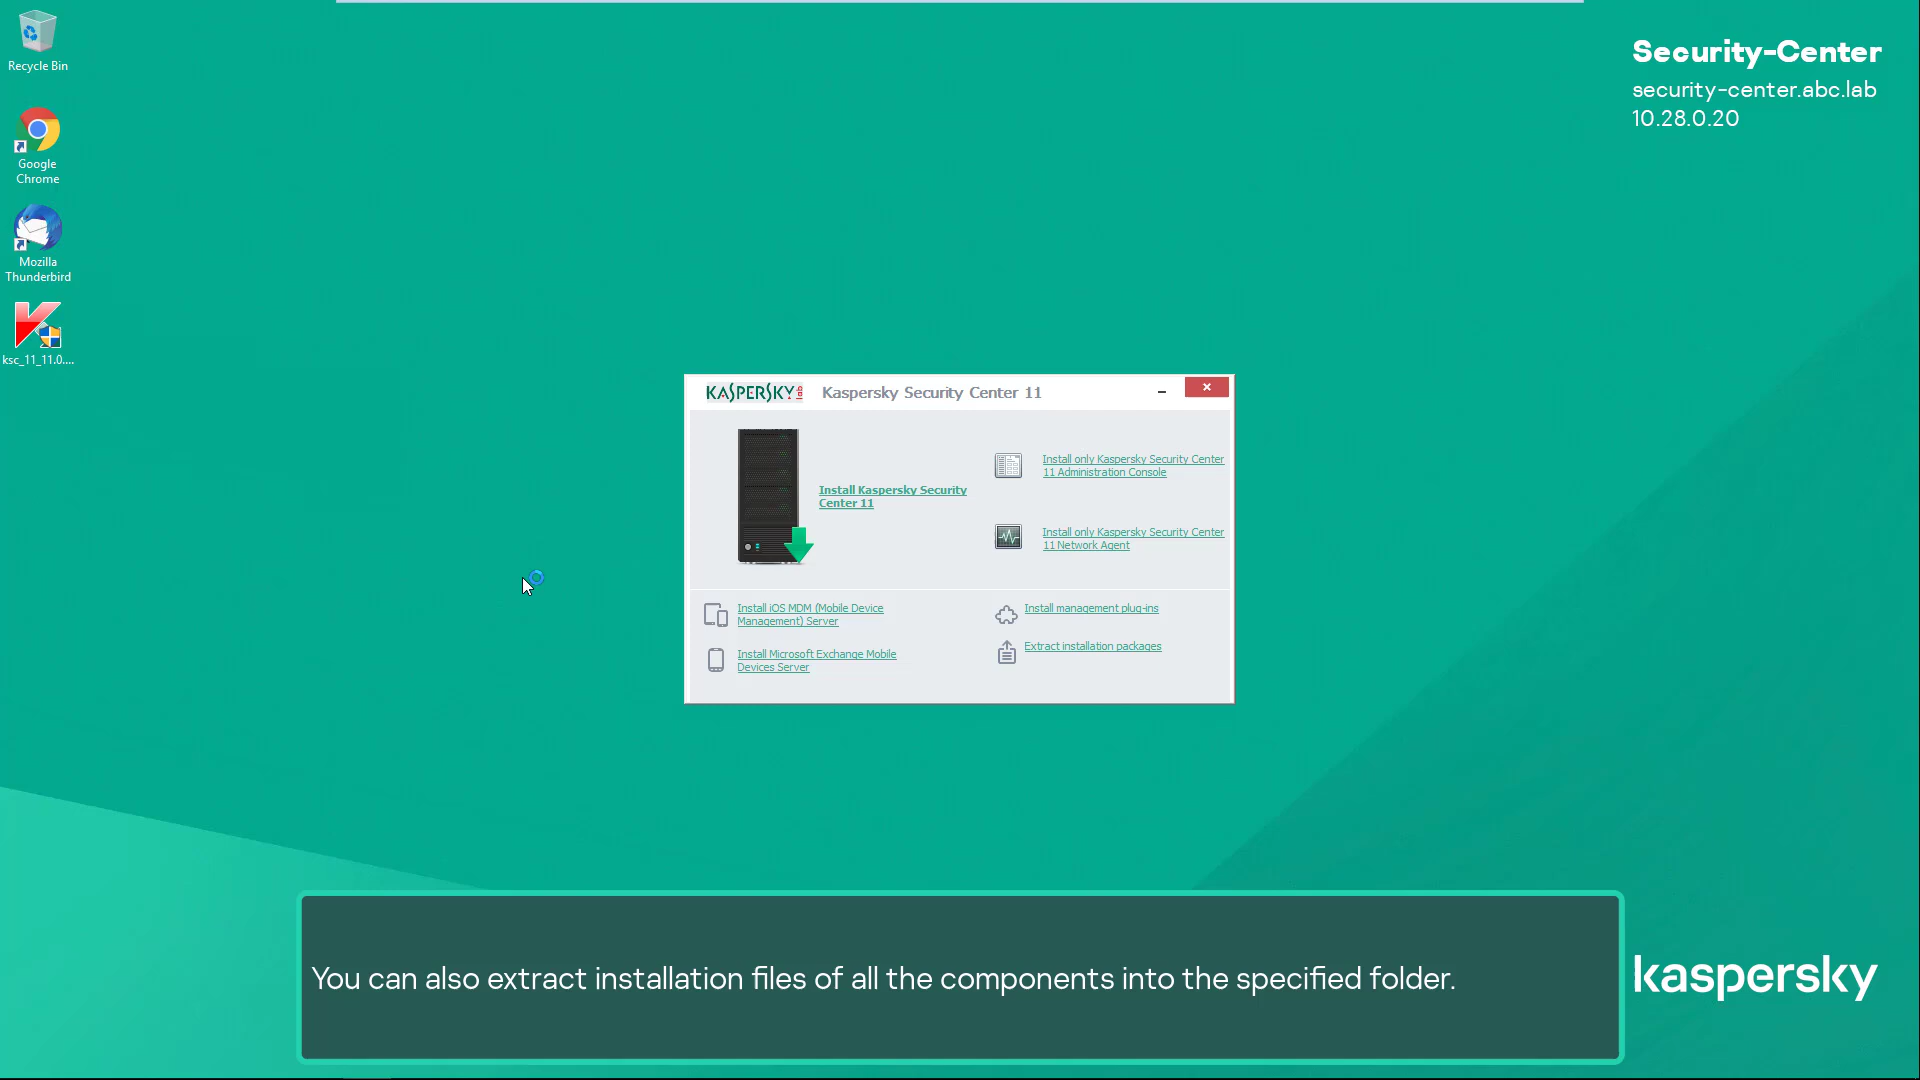 Recycle Bin
Google
Chrome
Mozilla
Thunderbird
ksc_11_11.0....
Security-Center
security-center.abc.lab
10.28.0.20
KASPERSKY lab
Kaspersky Security Center 11
Install Kaspersky Security
Center 11
Install only Kaspersky Security Center
11 Administration Console
Install only Kaspersky Security Center
11 Network Agent
Install iOS MDM (Mobile Device
Management) Server
Install Microsoft Exchange Mobile
Devices Server
Install management plug-ins
Extract installation packages
You can also extract installation files of all the components into the specified folder.
kaspersky